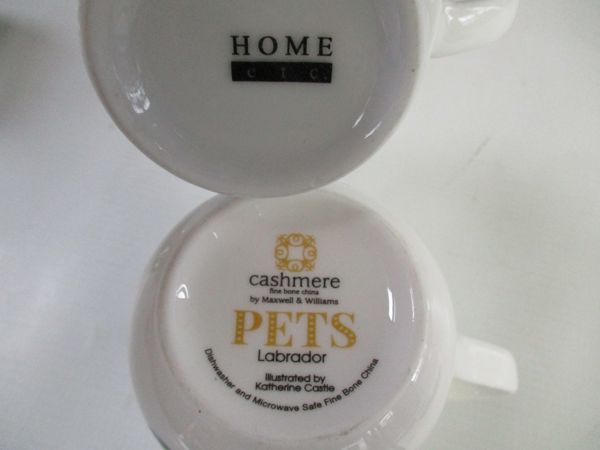 HOME
etc.
cashmere
fine bone china
by Maxwell & Williams
PETS
Labrador
Illustrated by
Katherine Castle
Dishwasher and Microwave Safe Fine Bone China